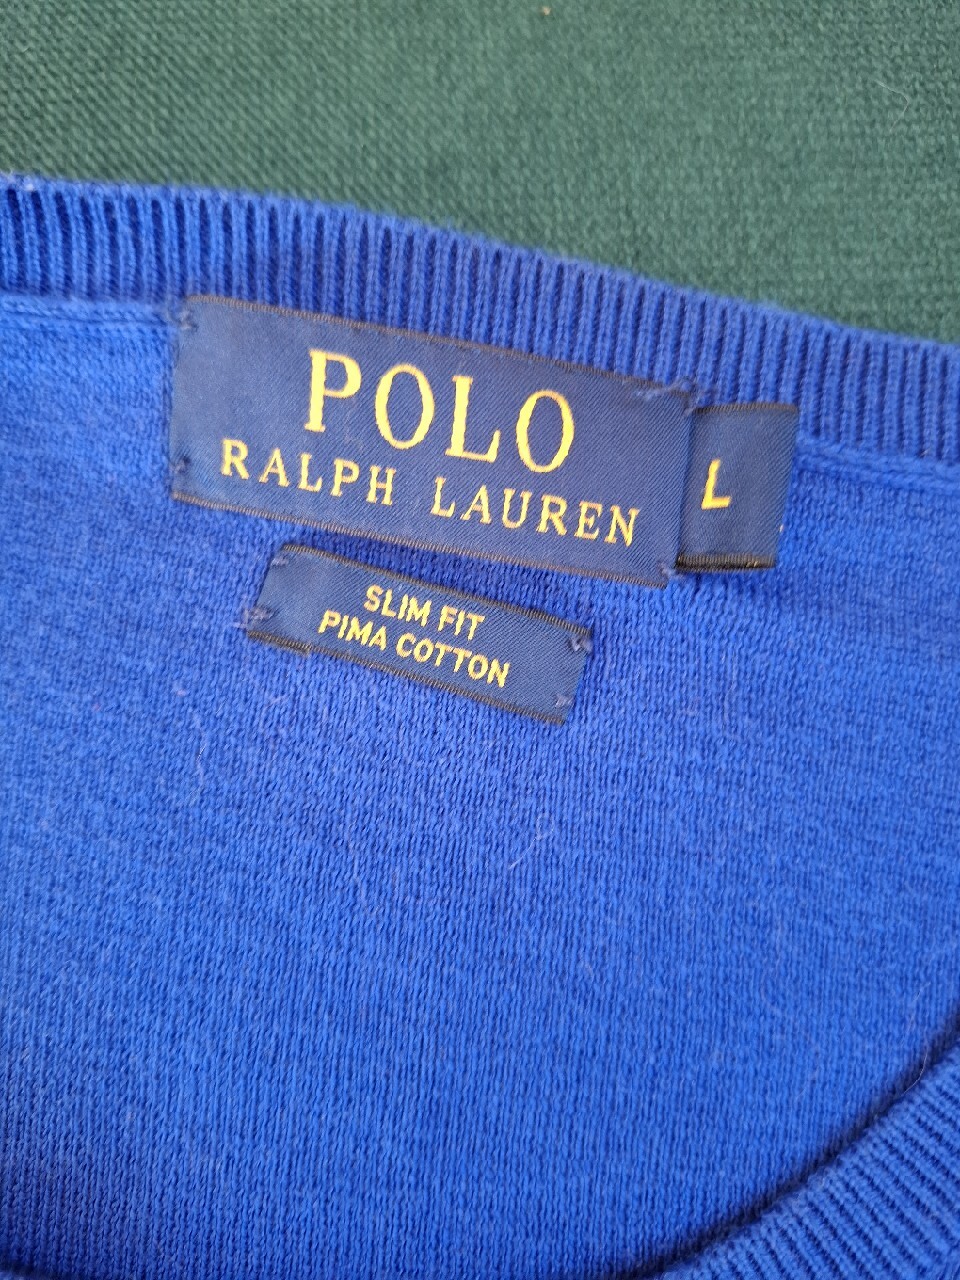 POLO
RALPH LAUREN
L
SLIM FIT
PIMA COTTON